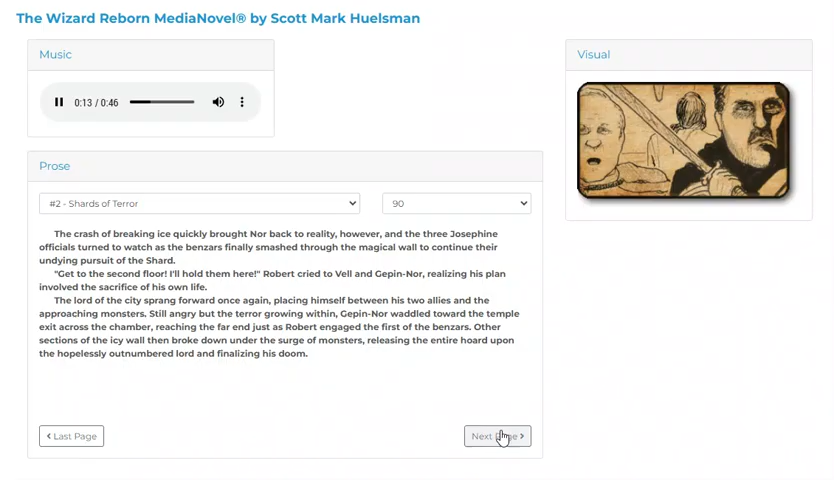 The Wizard Reborn MediaNovel® by Scott Mark Huelsman
Music
Visual
0:13 / 0:46
Prose
#2 - Shards of Terror
90
The crash of breaking ice quickly brought Nor back to reality, however, and the three Josephine
officials turned to watch as the benzars finally smashed through the magical wall to continue their
undying pursuit of the Shard.
"Get to the second floor! I'll hold them here!" Robert cried to Vell and Gepin-Nor, realizing his plan
involved the sacrifice of his own life.
The lord of the city sprang forward once again, placing himself between his two allies and the
approaching monsters. Still angry but the terror growing within, Gepin-Nor waddled toward the temple
exit across the chamber, reaching the far end just as Robert engaged the first of the benzars. Other
sections of the icy wall then broke down under the surge of monsters, releasing the entire hoard upon
the hopelessly outnumbered lord and finalizing his doom.
Last Page
Next